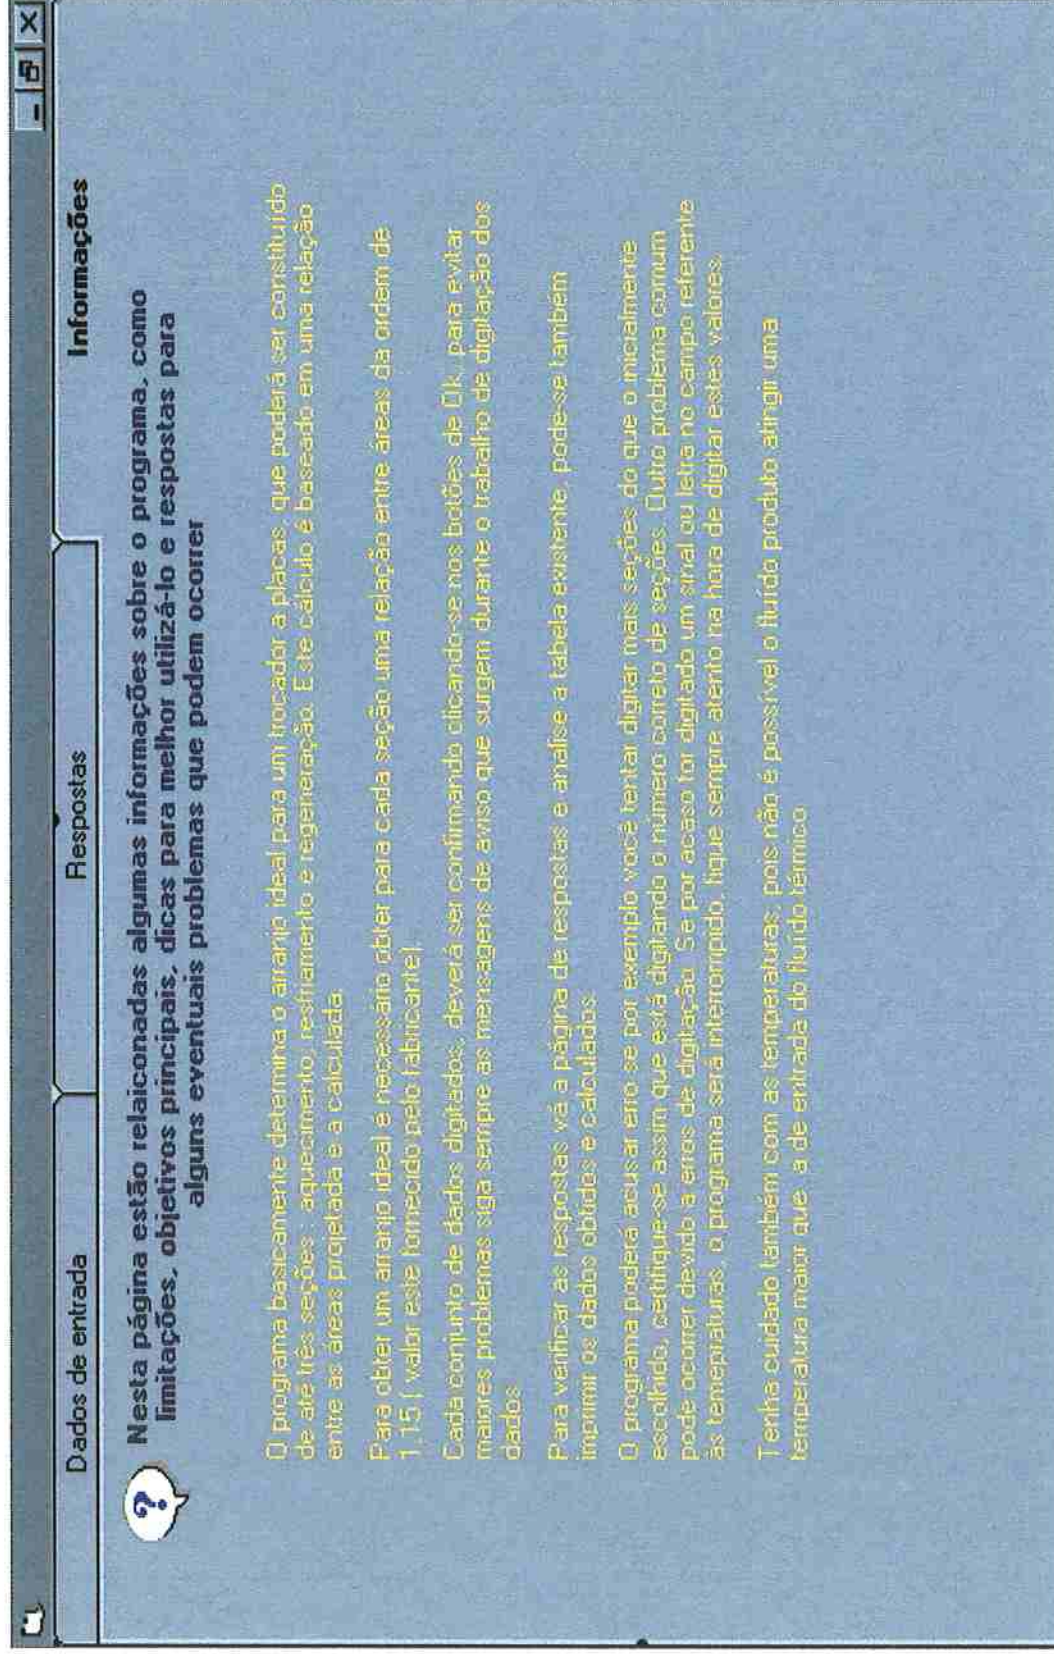 Dados de entrada
Respostas
Informações
Nesta página estão relaiconadas algumas informações sobre o programa, como
limitações, objetivos principais, dicas para melhor utilizá-lo e respostas para
alguns eventuais problemas que podem ocorrer
O programa basicamente determina o arranjo ideal para um trocador a placas, que poderá ser constituído
de até três seções : aquecimento, resfriamento e regeneração. Este cálculo é baseado em uma relação
entre as áreas projetada e a calculada.
Para obter um arranjo ideal é necessário obter para cada seção uma relação entre áreas da ordem de
1,15 ( valor este fornecido pelo fabricante).
Cada conjunto de dados digitados, deverá ser confirmando clicando-se nos botões de Ok, para evitar
maiores problemas siga sempre as mensagens de aviso que surgem durante o trabalho de digitação dos
dados
Para verificar as respostas vá a página de respostas e analise a tabela existente, pode-se também
imprimir os dados obtidos e calculados.
O programa poderá acusar erro se por exemplo você tentar digitar mais seções do que o inicialmente
escolhido, certifique-se assim que está digitando o número correto de seções. Outro problema comum
pode ocorrer devido a erros de digitação. Se por acaso for digitado um sinal ou letra no campo referente
às temepraturas, o programa será interrompido, fique sempre atento na hora de digitar estes valores.
Tenha cuidado também com as temperaturas, pois não é possível o fluído produto atingir uma
temperatura maior que a de entrada do fluído térmico